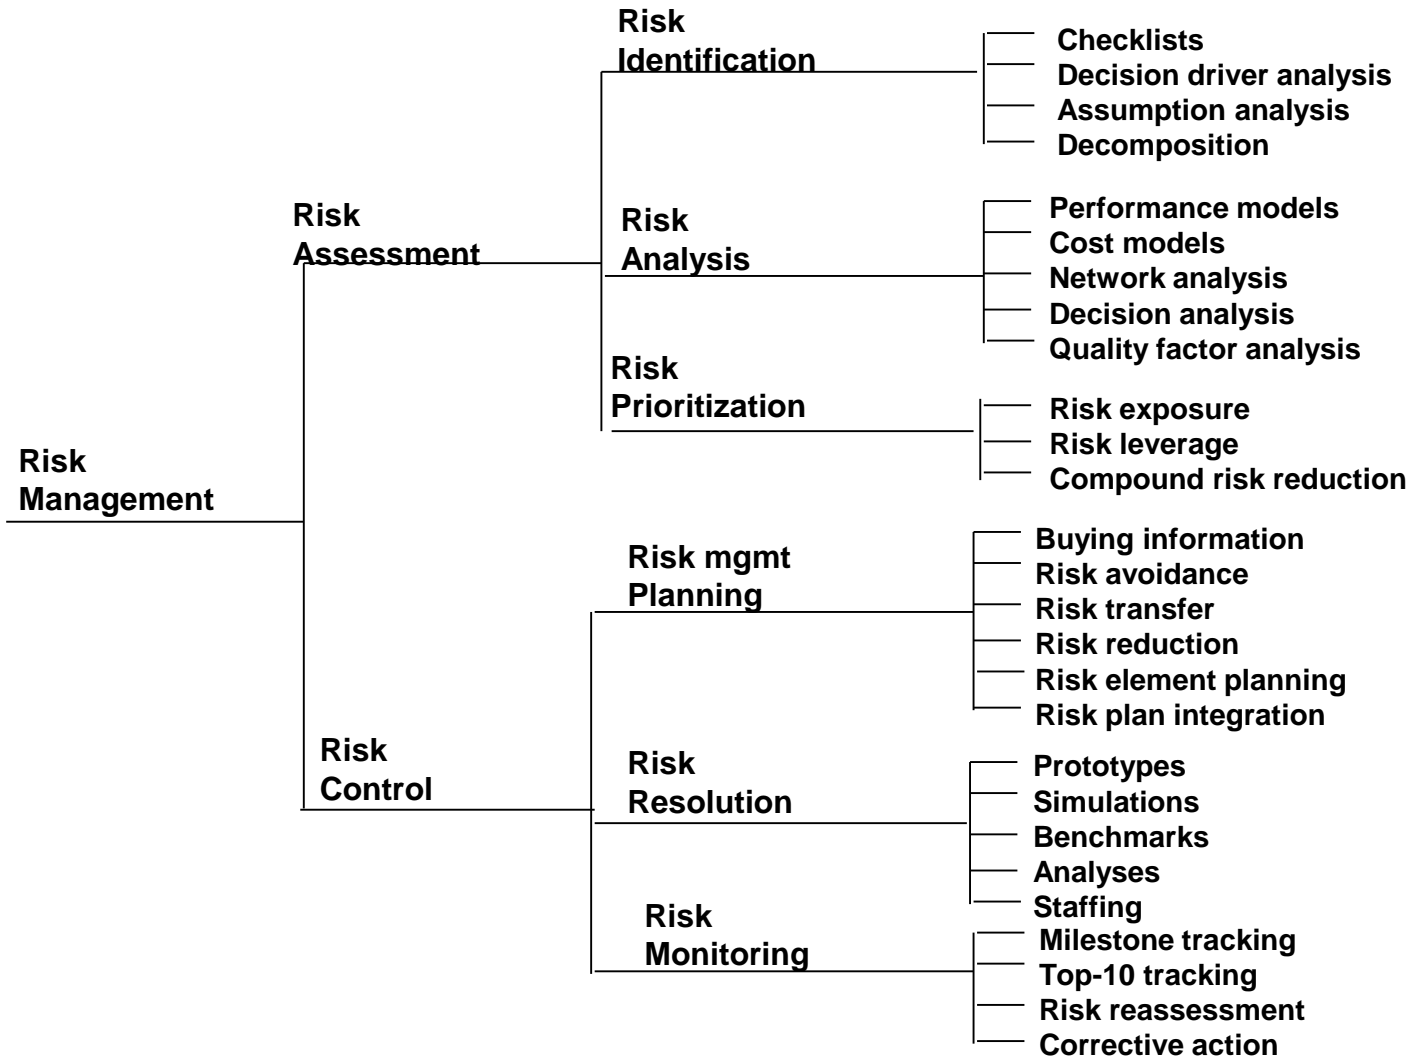 Risk
Identification
Checklists
Decision driver analysis
Assumption analysis
Decomposition
Risk
Assessment
Risk
Analysis
Performance models
Cost models
Network analysis
Decision analysis
Quality factor analysis
Risk
Prioritization
Risk exposure
Risk leverage
Compound risk reduction
Risk
Management
Risk mgmt
Planning
Buying information
Risk avoidance
Risk transfer
Risk reduction
Risk element planning
Risk plan integration
Risk
Control
Risk
Resolution
Prototypes
Simulations
Benchmarks
Analyses
Staffing
Risk
Monitoring
Milestone tracking
Top-10 tracking
Risk reassessment
Corrective action